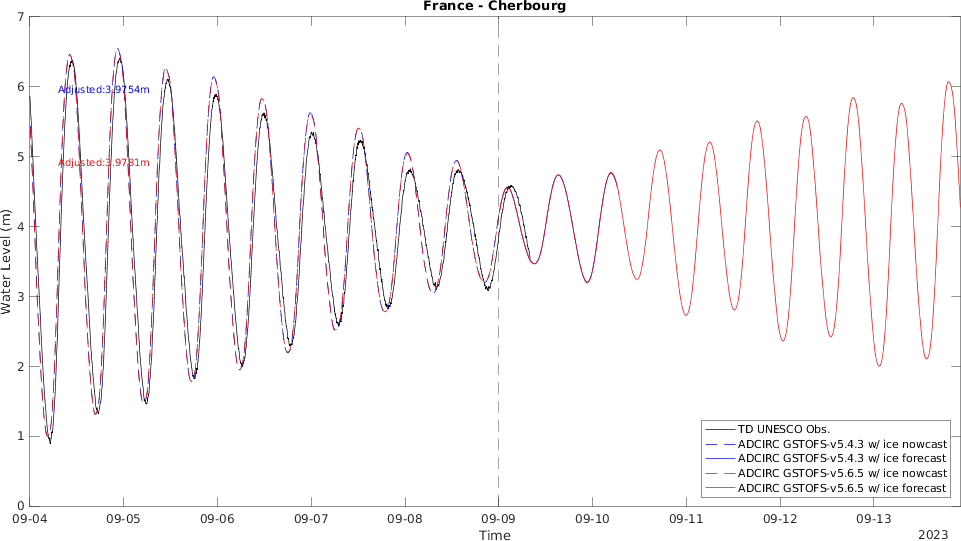 France - Cherbourg
7
6
5
4
3
2
1
0
Water Level (m)
Adjusted:3.9754m
Adjusted:3.9781m
TD UNESCO Obs.
ADCIRC GSTOFS-v5.4.3 w/ ice nowcast
ADCIRC GSTOFS-v5.4.3 w/ ice forecast
ADCIRC GSTOFS-v5.6.5 w/ ice nowcast
ADCIRC GSTOFS-v5.6.5 w/ ice forecast
09-04 09-05 09-06 09-07 09-08 09-09 09-10 09-11 09-12 09-13
Time
2023